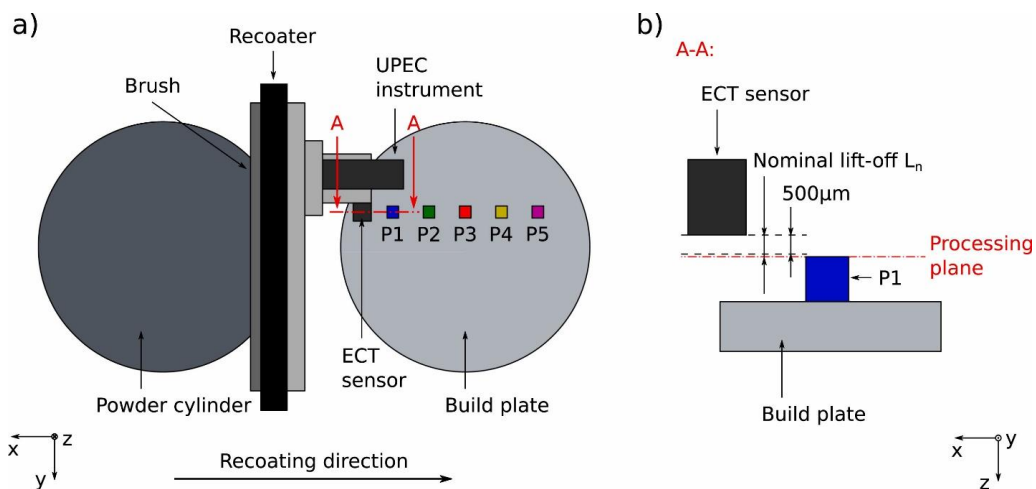 a)
Recoater
Brush
UPEC
instrument
A
A
P1
P2
P3
P4
P5
ECT
sensor
Powder cylinder
Build plate
x
z
y
Recoating direction
b)
A-A:
ECT sensor
Nominal lift-off Ln
500µm
Processing
plane
P1
Build plate
x
y
z